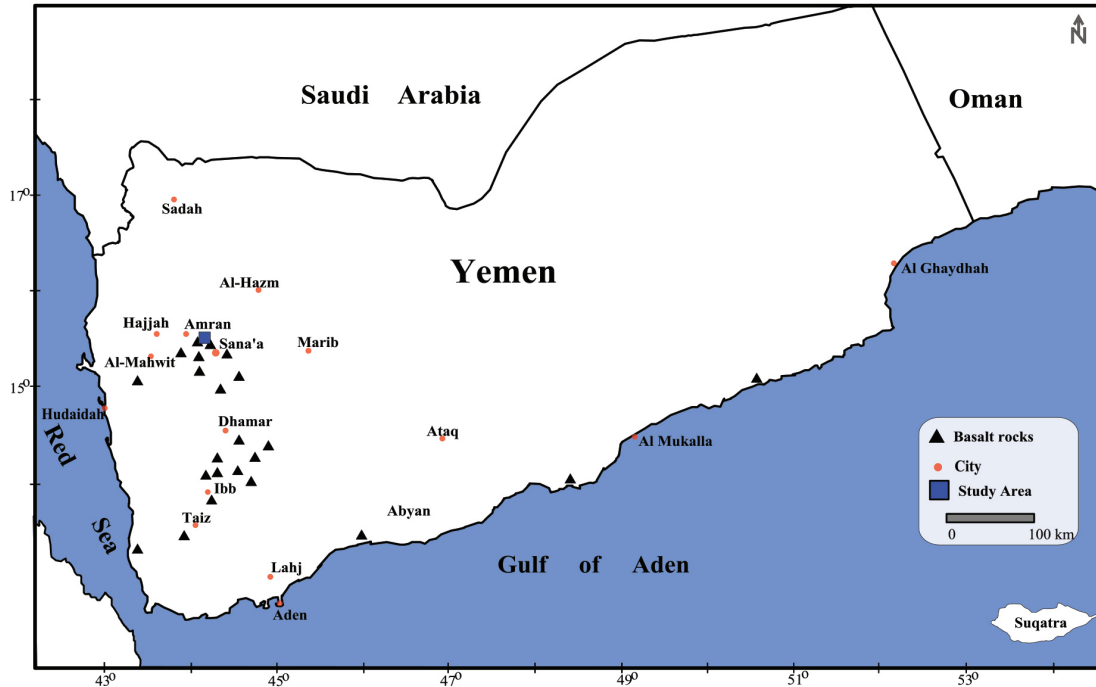 N
Saudi Arabia
Oman
17⁰
Sadah
Yemen
Al Ghaydhah
Al-Hazm
Hajjah
Amran
Sana'a
Marib
Al-Mahwit
15⁰
Hudaidah
Dhamar
Ataq
Al Mukalla
Red Sea
Ibb
Taiz
Abyan
Lahj
Aden
Gulf of Aden
Basalt rocks
City
Study Area
0 100 km
Suqatra
43⁰ 45⁰ 47⁰ 49⁰ 51⁰ 53⁰